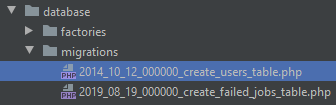 database
factories
migrations
PHP 2014_10_12_000000_create_users_table.php
PHP 2019_08_19_000000_create_failed_jobs_table.php